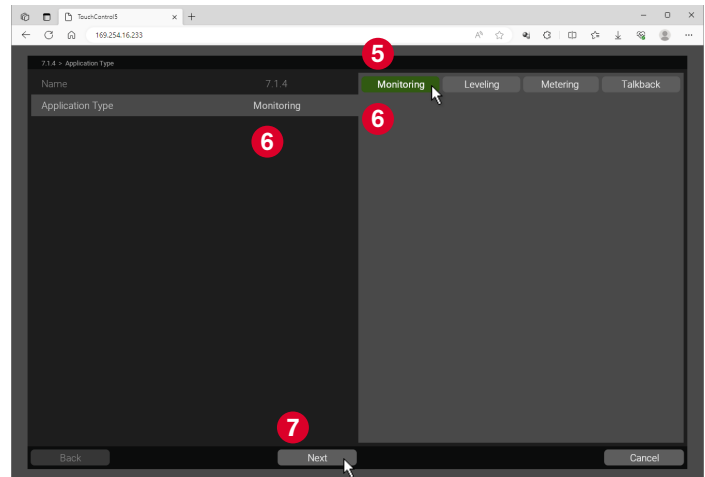 TouchControl5
169.254.16.233
5
7.1.4 > Application Type
Name 7.1.4
Monitoring Leveling Metering Talkback
Application Type Monitoring
6
6
7
Back Next Cancel